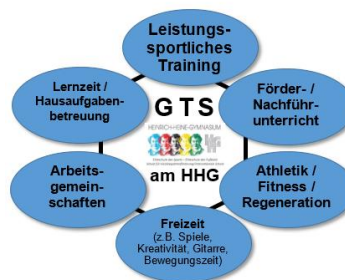 Leistungs-
sportliches
Training
Lernzeit /
Hausaufgaben-
betreuung
GTS
Förder- /
Nachführ-
unterricht
HEINRICH-HEINE-GYMNASIUM
am HHG
Arbeits-
gemein-
schaften
Athletik /
Fitness /
Regeneration
Freizeit
(z.B. Spiele,
Kreativität, Gitarre,
Bewegungszeit)